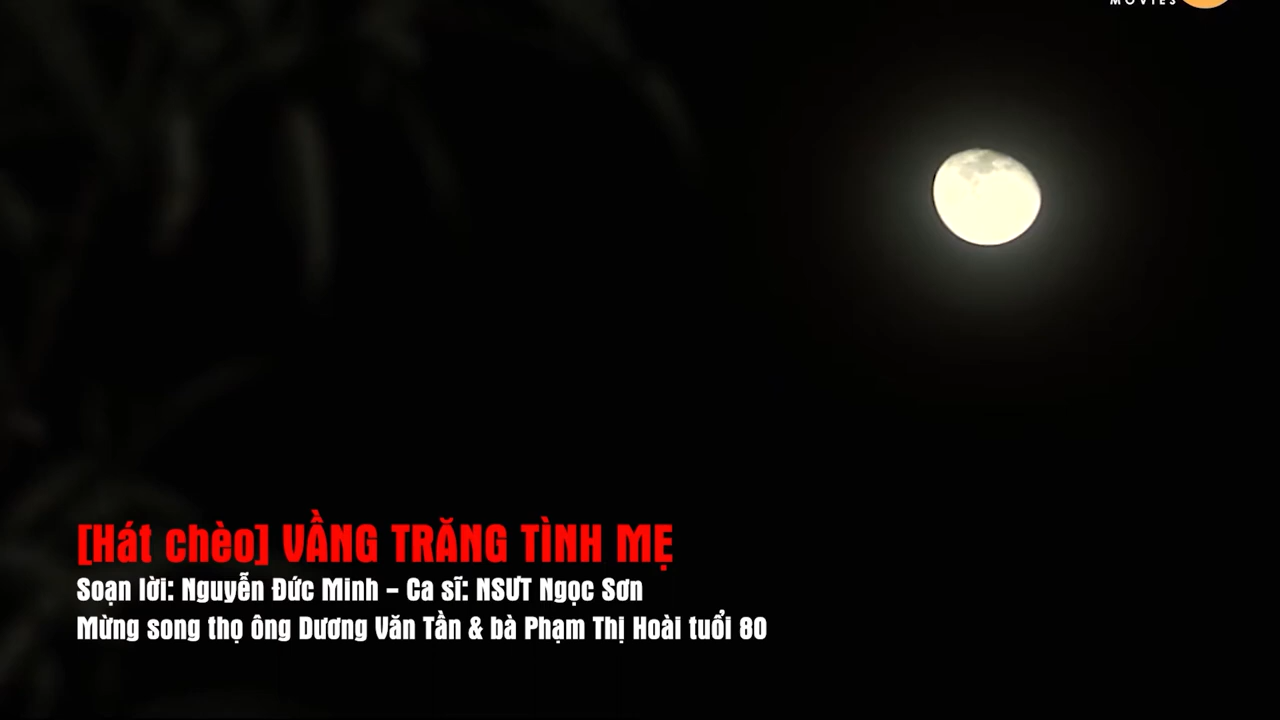 MOVIES
[Hát chèo] VẦNG TRĂNG TÌNH MẸ
Soạn lời: Nguyễn Đức Minh – Ca sĩ: NSƯT Ngọc Sơn
Mừng song thọ ông Dương Văn Tần & bà Phạm Thị Hoài tuổi 80